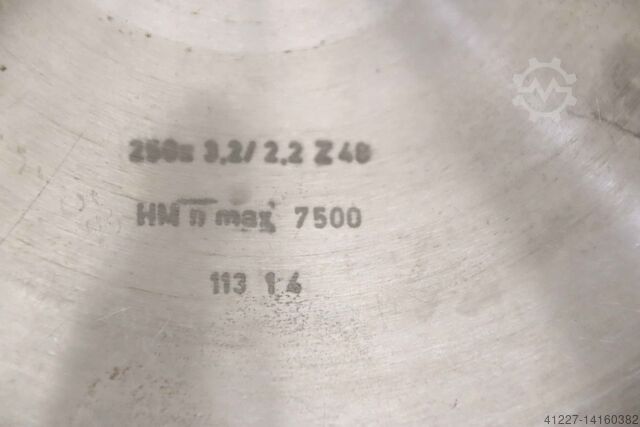 250x 3,2/2,2 Z 40
HM n max 7500
113 1 4
41227-14160382